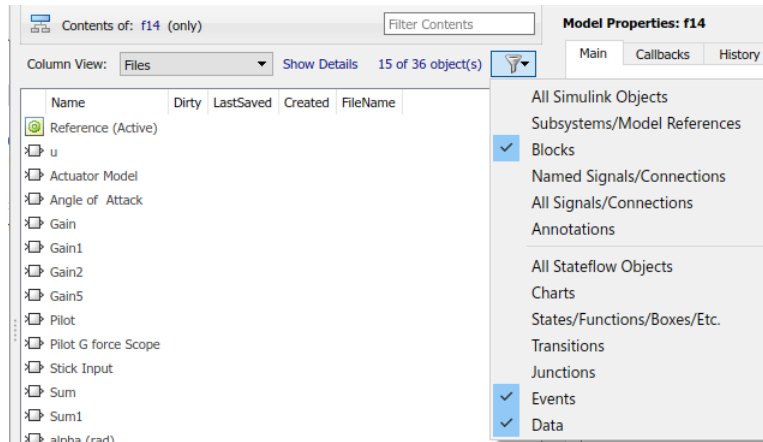 Contents of: f14 (only)
Filter Contents
Column View: Files
Show Details
15 of 36 object(s)
Name Dirty LastSaved Created FileName
Reference (Active)
u
Actuator Model
Angle of Attack
Gain
Gain1
Gain2
Gain5
Pilot
Pilot G force Scope
Stick Input
Sum
Sum1
alpha (rad)
Model Properties: f14
Main Callbacks History
All Simulink Objects
Subsystems/Model References
Blocks
Named Signals/Connections
All Signals/Connections
Annotations
All Stateflow Objects
Charts
States/Functions/Boxes/Etc.
Transitions
Junctions
Events
Data